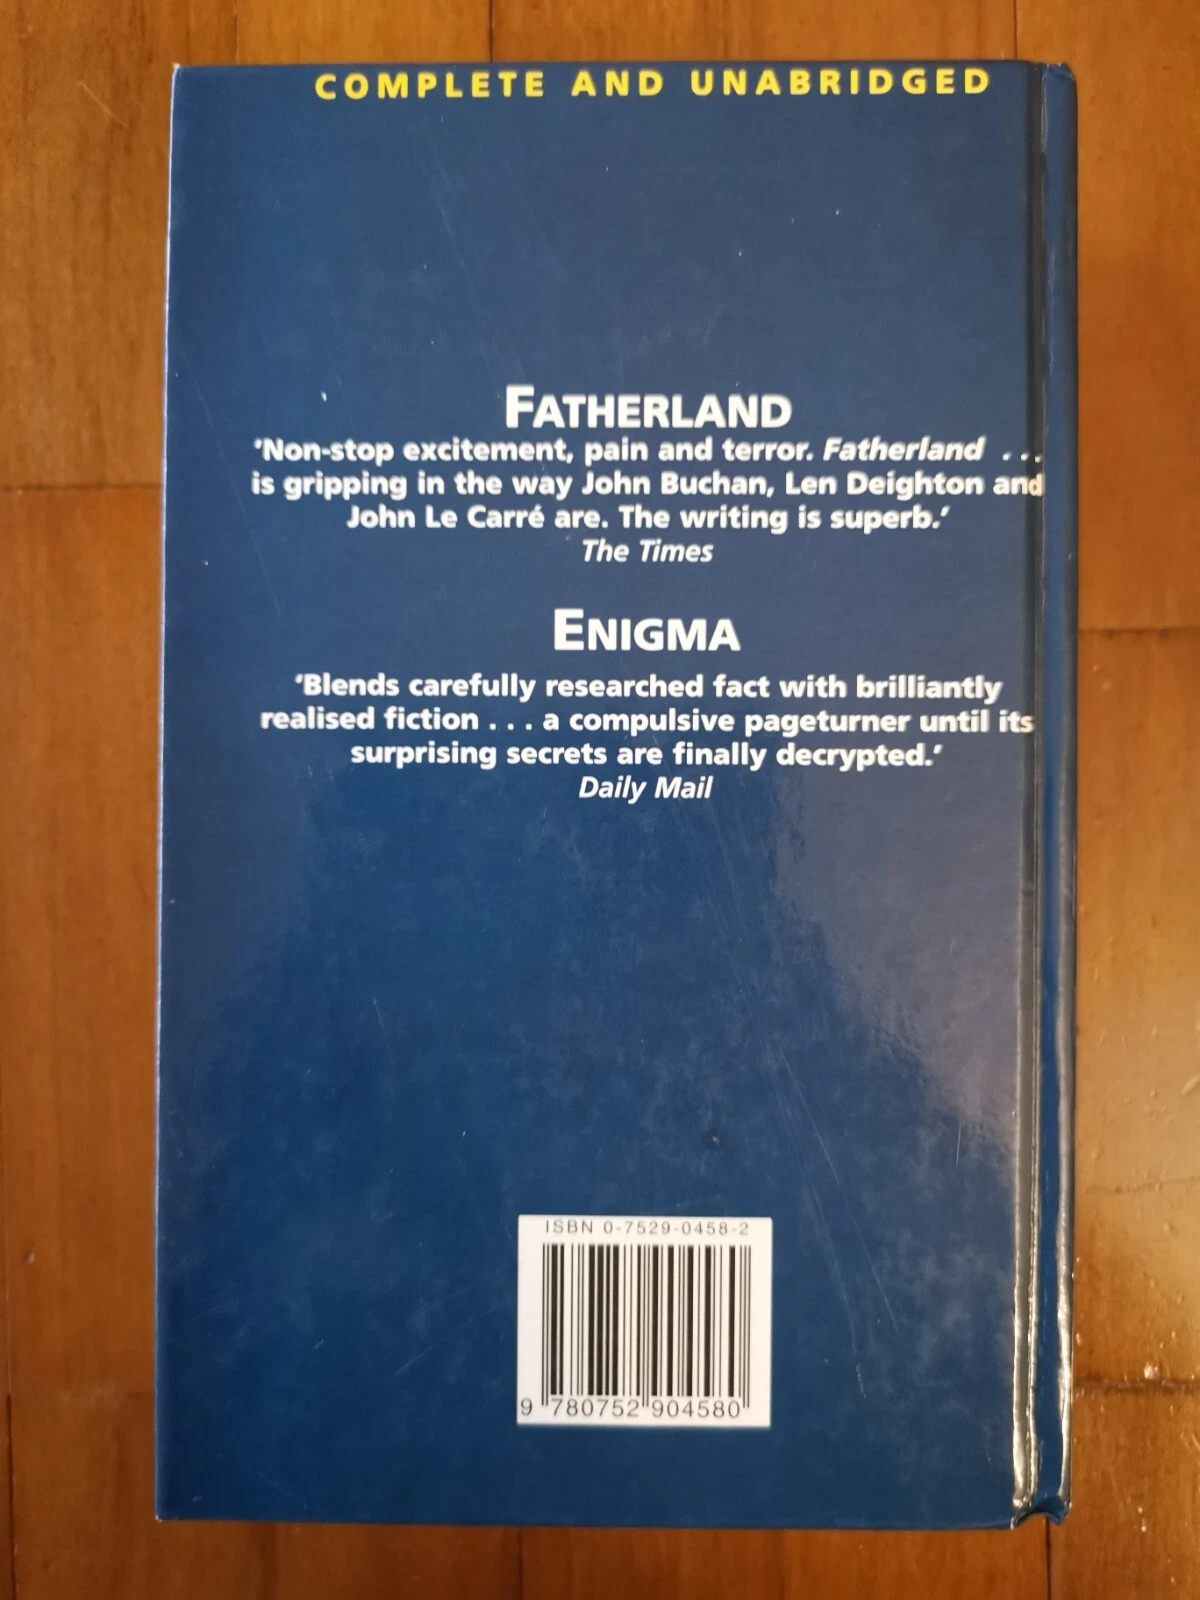 COMPLETE AND UNABRIDGED
FATHERLAND
'Non-stop excitement, pain and terror. Fatherland ...
is gripping in the way John Buchan, Len Deighton and
John Le Carré are. The writing is superb.'
The Times
ENIGMA
'Blends carefully researched fact with brilliantly
realised fiction ... a compulsive pageturner until its
surprising secrets are finally decrypted.'
Daily Mail
ISBN 0-7529-0458-2
9 780752 904580